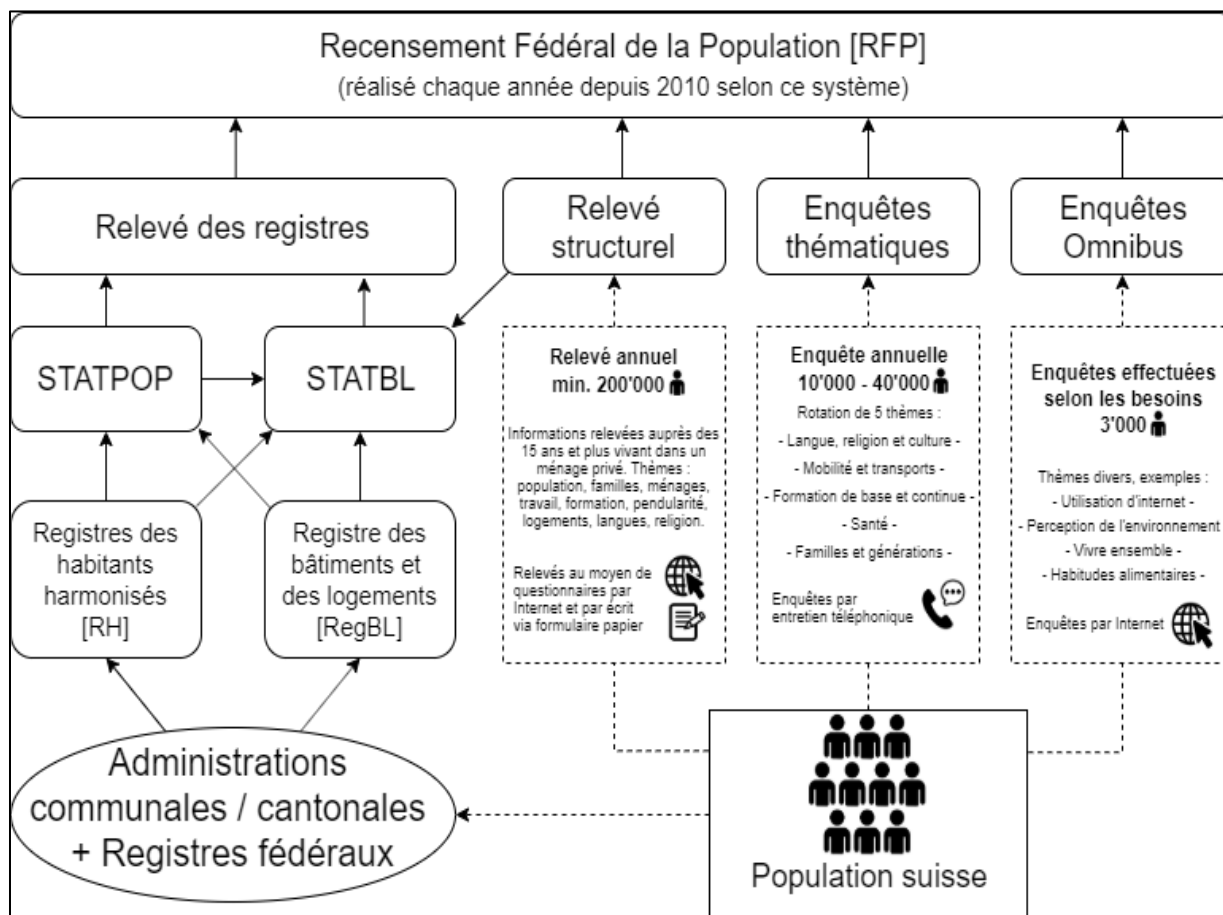 Recensement Fédéral de la Population [RFP]
(réalisé chaque année depuis 2010 selon ce système)
Relevé des registres
Relevé
structurel
Enquêtes
thématiques
Enquêtes
Omnibus
STATPOP
STATBL
Relevé annuel
min. 200'000
Informations relevées auprès des
15 ans et plus vivant dans un
ménage privé. Thèmes :
population, familles, ménages,
travail, formation, pendularité,
logements, langues, religion.
Relevés au moyen de
questionnaires par
Internet et par écrit
via formulaire papier
Enquête annuelle
10'000 - 40'000
Rotation de 5 thèmes :
- Langue, religion et culture -
- Mobilité et transports -
- Formation de base et continue -
- Santé -
- Familles et générations -
Enquêtes par
entretien téléphonique
Enquêtes effectuées
selon les besoins
3'000
Thèmes divers, exemples :
- Utilisation d'internet -
- Perception de l'environnement -
- Vivre ensemble -
- Habitudes alimentaires -
Enquêtes par Internet
Registres des
habitants
harmonisés
[RH]
Registre des
bâtiments et
des logements
[RegBL]
Administrations
communales / cantonales
+ Registres fédéraux
Population suisse